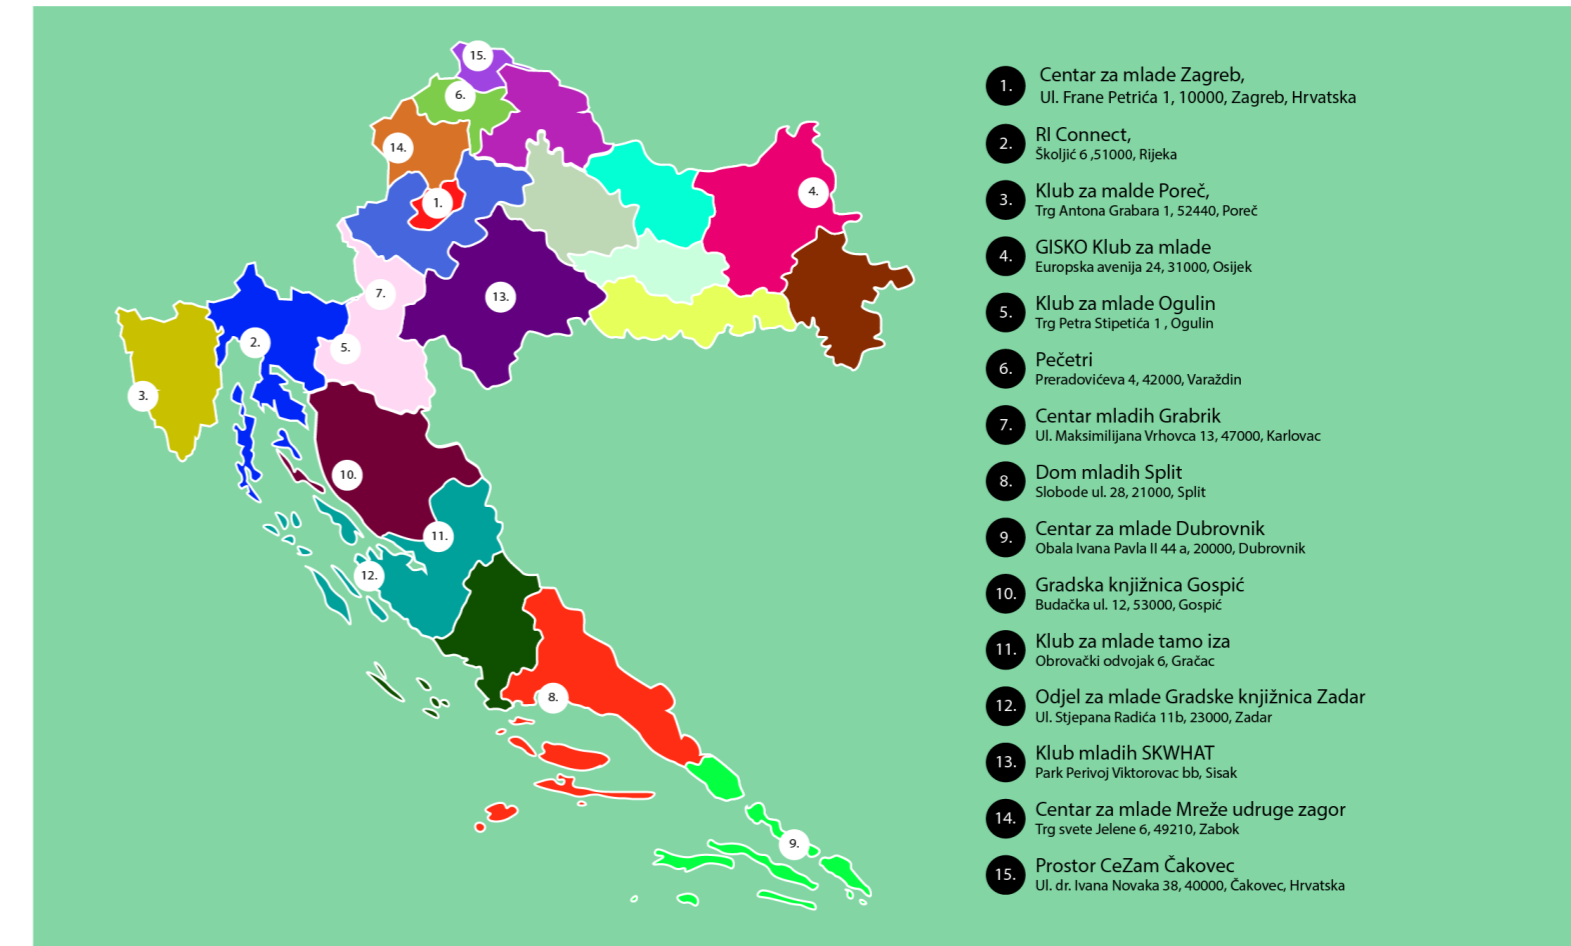 15.
6.
14.
1.
4.
7.
13.
2.
5.
3.
10.
11.
12.
8.
9.
1. Centar za mlade Zagreb,
Ul. Frane Petrića 1, 10000, Zagreb, Hrvatska
2. RI Connect,
Školjić 6 ,51000, Rijeka
3. Klub za malde Poreč,
Trg Antona Grabara 1, 52440, Poreč
4. GISKO Klub za mlade
Europska avenija 24, 31000, Osijek
5. Klub za mlade Ogulin
Trg Petra Stipetića 1 , Ogulin
6. Pečetri
Preradovićeva 4, 42000, Varaždin
7. Centar mladih Grabrik
Ul. Maksimilijana Vrhovca 13, 47000, Karlovac
8. Dom mladih Split
Slobode ul. 28, 21000, Split
9. Centar za mlade Dubrovnik
Obala Ivana Pavla II 44 a, 20000, Dubrovnik
10. Gradska knjižnica Gospić
Budačka ul. 12, 53000, Gospić
11. Klub za mlade tamo iza
Obrovački odvojak 6, Gračac
12. Odjel za mlade Gradske knjižnica Zadar
Ul. Stjepana Radića 11b, 23000, Zadar
13. Klub mladih SKWHAT
Park Perivoj Viktorovac bb, Sisak
14. Centar za mlade Mreže udruge zagor
Trg svete Jelene 6, 49210, Zabok
15. Prostor CeZam Čakovec
Ul. dr. Ivana Novaka 38, 40000, Čakovec, Hrvatska